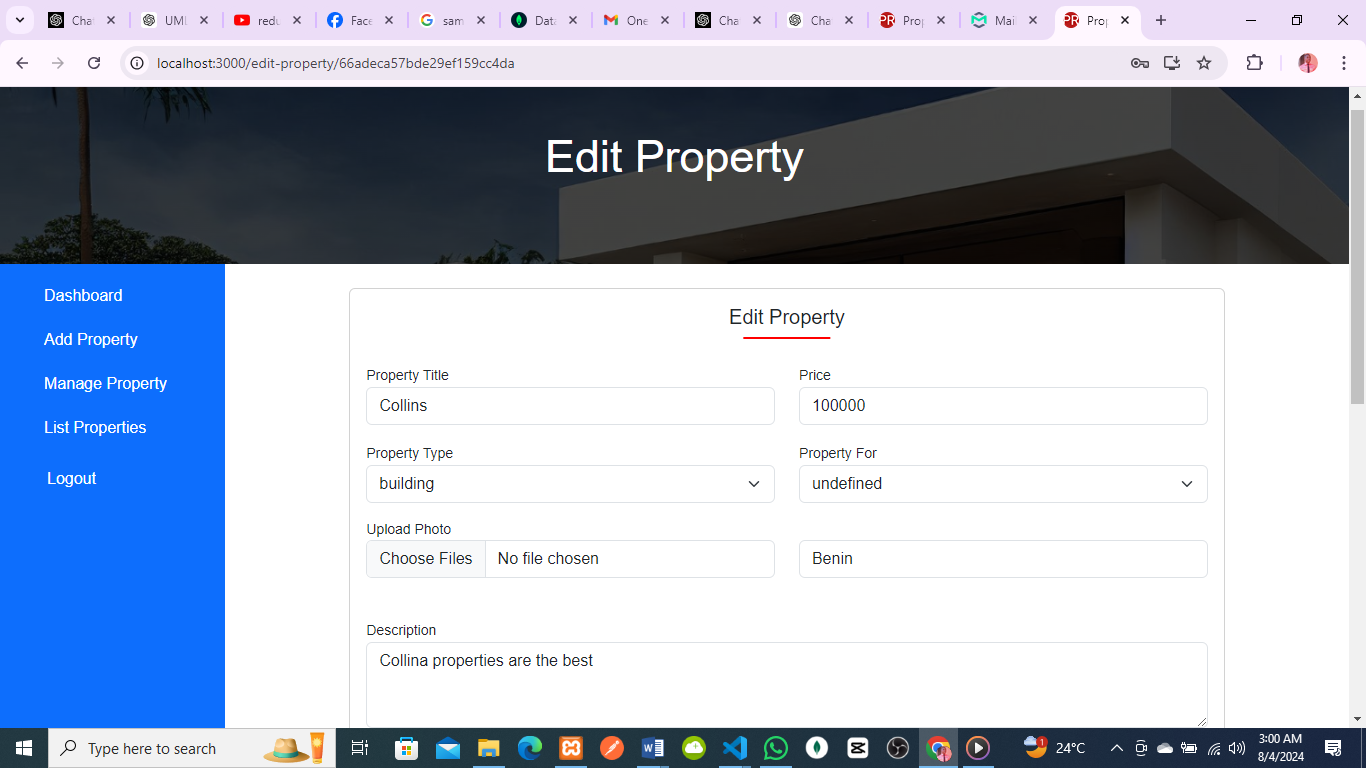 Cha
UML
redu
Face
sam
Data
One
Cha
Cha
Prop
Mail
Prop
localhost:3000/edit-property/66adeca57bde29ef159cc4da
Edit Property
Dashboard
Add Property
Manage Property
List Properties
Logout
Edit Property
Property Title
Price
Collins
100000
Property Type
Property For
building
undefined
Upload Photo
Choose Files No file chosen
Benin
Description
Collina properties are the best
Type here to search
1
24°C
3:00 AM
8/4/2024